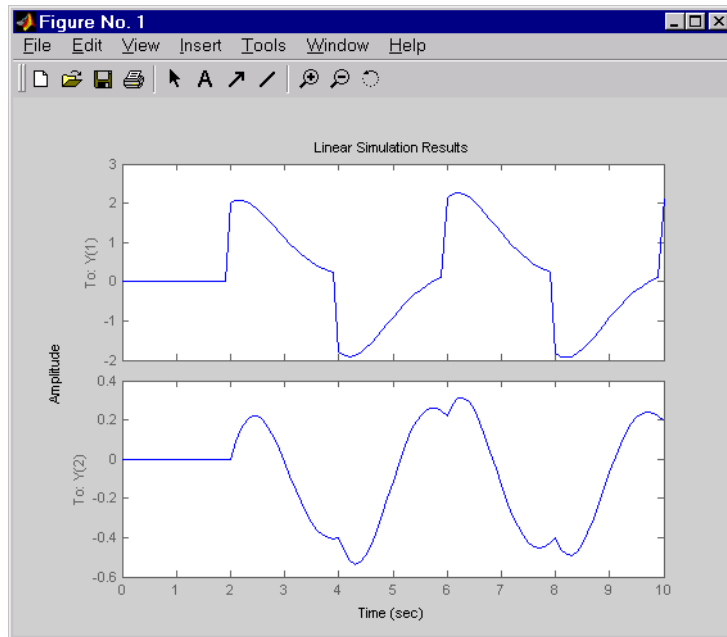 Figure No. 1
File Edit View Insert Tools Window Help
A
Linear Simulation Results
3
2
1
0
-1
-2
To: Y(1)
Amplitude
0.4
0.2
0
-0.2
-0.4
-0.6
To: Y(2)
0 1 2 3 4 5 6 7 8 9 10
Time (sec)